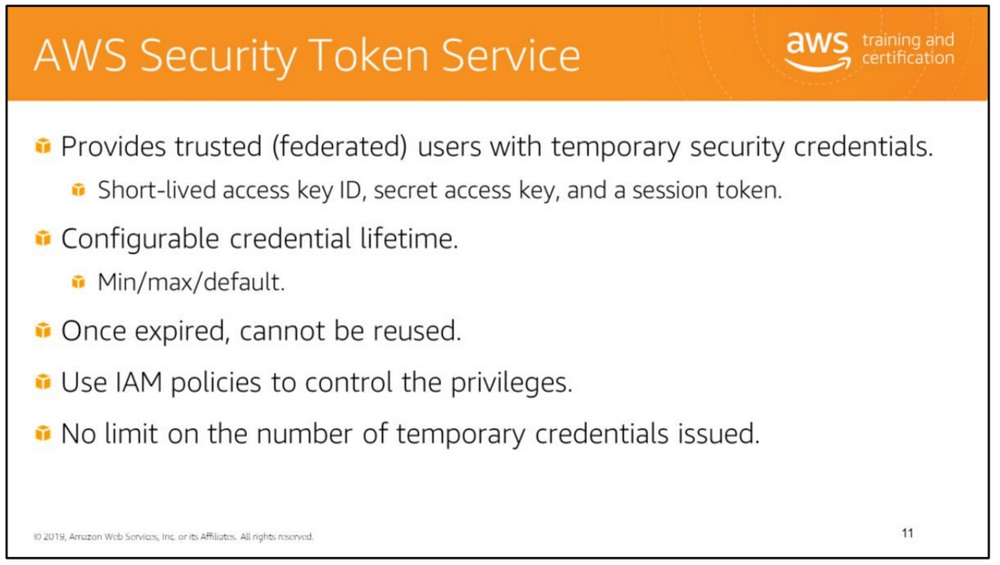 AWS Security Token Service
aws training and
certification
Provides trusted (federated) users with temporary security credentials.
Short-lived access key ID, secret access key, and a session token.
Configurable credential lifetime.
Min/max/default.
Once expired, cannot be reused.
Use IAM policies to control the privileges.
No limit on the number of temporary credentials issued.
© 2019, Amazon Web Services, Inc. or its Affiliates. All rights reserved.
11